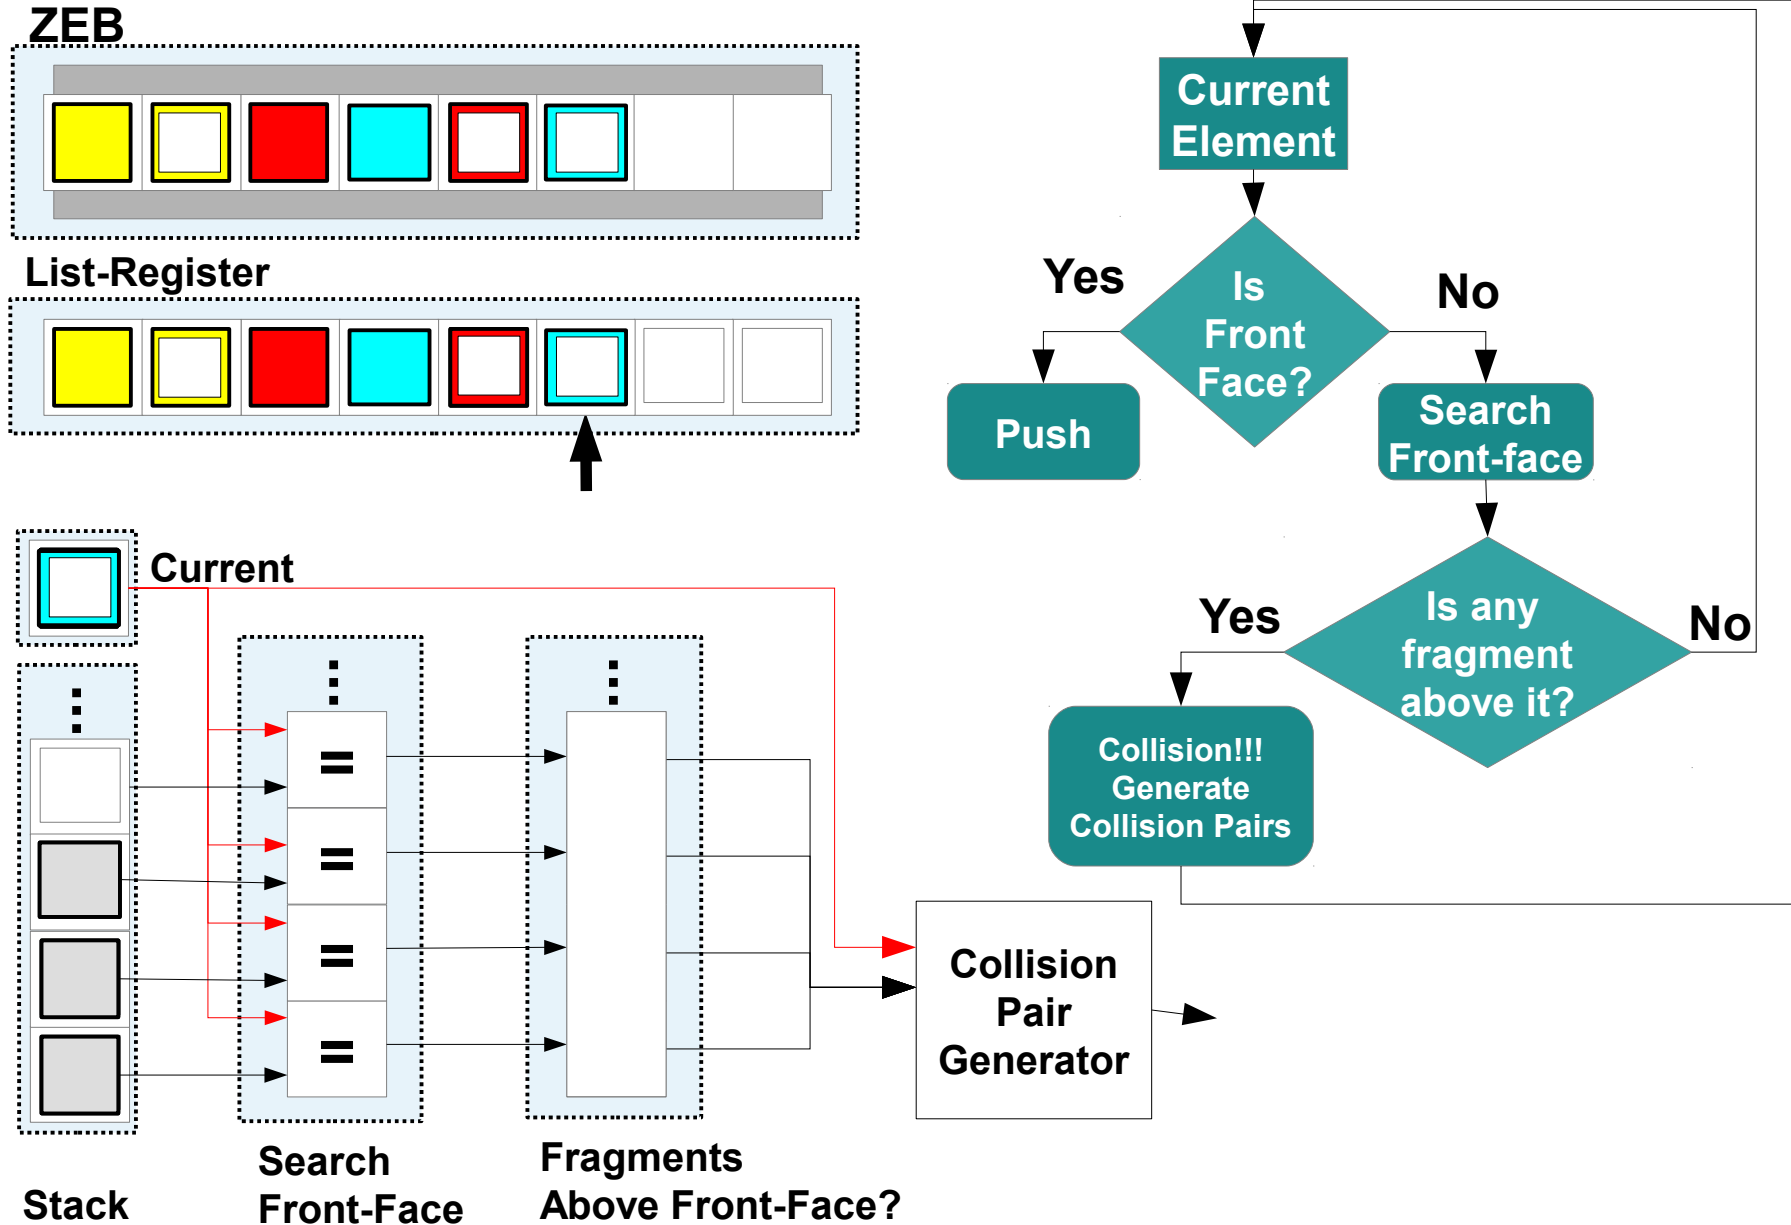 ZEB
List-Register
Current
=
=
=
=
Stack
Search
Front-Face
Fragments
Above Front-Face?
Collision
Pair
Generator
Current
Element
Is
Front
Face?
Yes
No
Push
Search
Front-face
Is any
fragment
above it?
Yes
No
Collision!!!
Generate
Collision Pairs